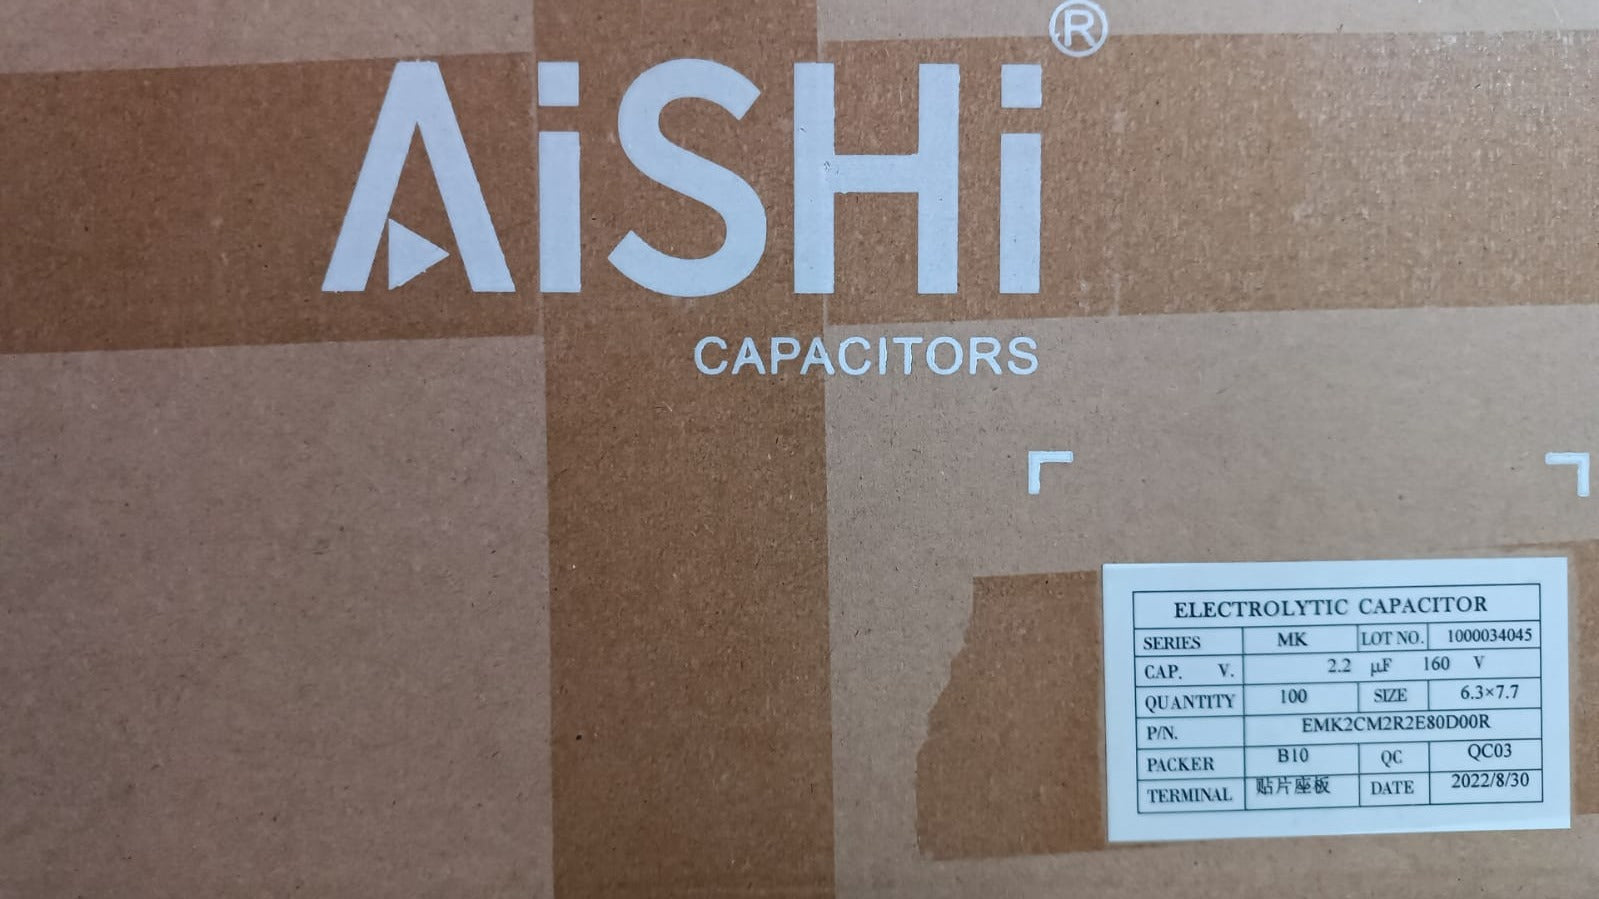 AiSHi®
CAPACITORS
ELECTROLYTIC CAPACITOR
SERIES MK LOT NO. 1000034045
CAP. V. 2.2 μF 160 V
QUANTITY 100 SIZE 6.3×7.7
P/N. EMK2CM2R2E80D00R
PACKER B10 QC QC03
TERMINAL 贴片座板 DATE 2022/8/30